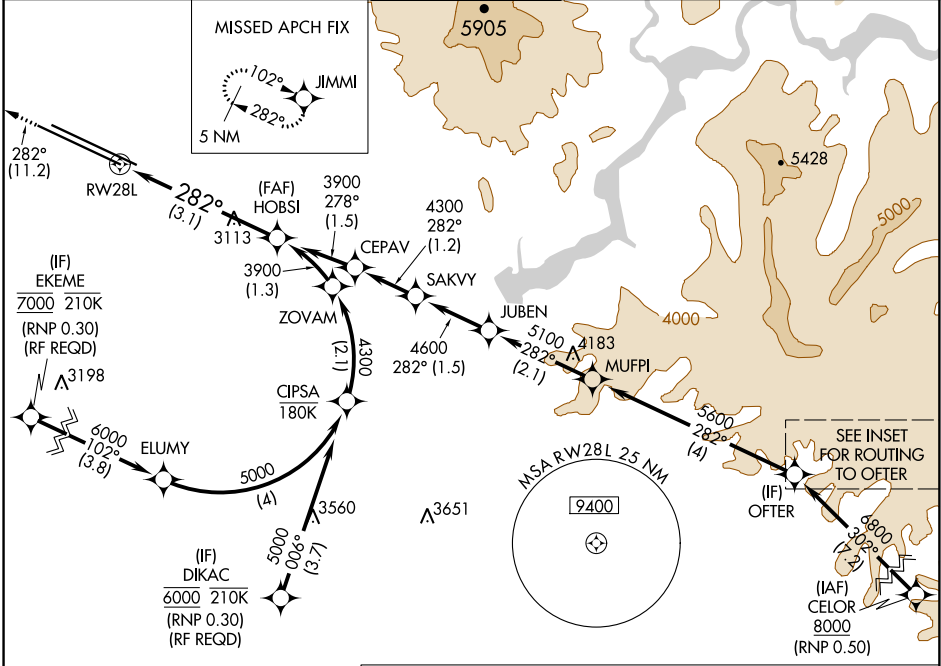 MISSED APCH FIX
102°
JIMMI
282°
5 NM
5905
5428
5000
4000
282°
(11.2)
RW28L
282°
(3.1)
3113
(FAF)
HOBSI
3900
278°
(1.5)
4300
282°
(1.2)
CEPAV
SAKVY
3900
(1.3)
ZOVAM
JUBEN
4600
282° (1.5)
5100
282°
(2.1)
4183
MUFPI
5600
282°
(4)
SEE INSET
FOR ROUTING
TO OFTER
(IF)
OFTER
6800
302°
(7.2)
(IAF)
CELOR
8000
(RNP 0.50)
(IF)
EKEME
7000 210K
(RNP 0.30)
(RF REQD)
3198
6000
102°
(3.8)
ELUMY
5000
(4)
CIPSA
180K
4300
(2.1)
3560
3651
5000
006°
(3.7)
(IF)
DIKAC
6000 210K
(RNP 0.30)
(RF REQD)
MSA RW28L 25 NM
9400